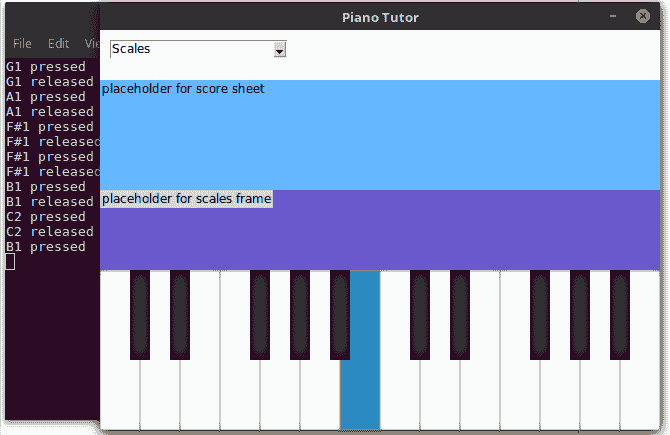 Piano Tutor
File Edit Vie
Scales
G1 pressed
G1 released
A1 pressed
A1 released
F#1 pressed
F#1 released
F#1 pressed
F#1 released
B1 pressed
B1 released
C2 pressed
C2 released
B1 pressed
placeholder for score sheet
placeholder for scales frame